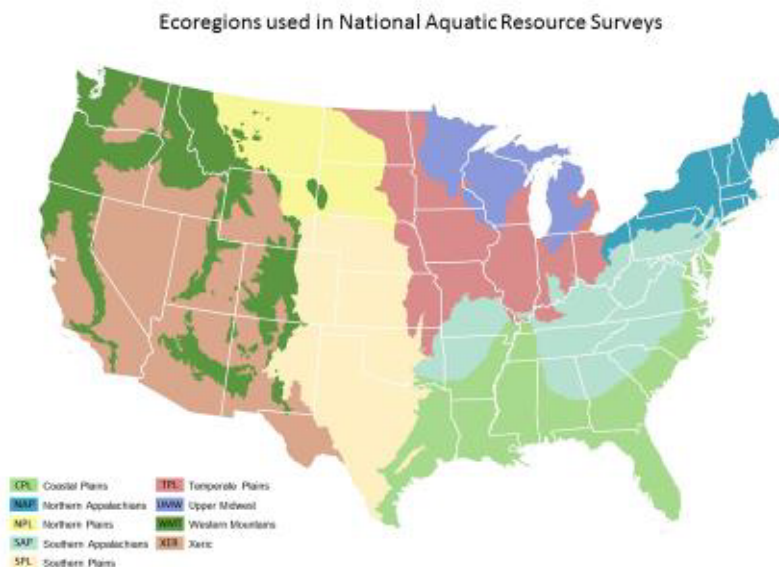 Ecoregions used in National Aquatic Resource Surveys
CPL Coastal Plains
NAP Northern Appalachians
NPL Northern Plains
SAP Southern Appalachians
SPL Southern Plains
TPL Temperate Plains
UMW Upper Midwest
WMT Western Mountains
XER Xeric